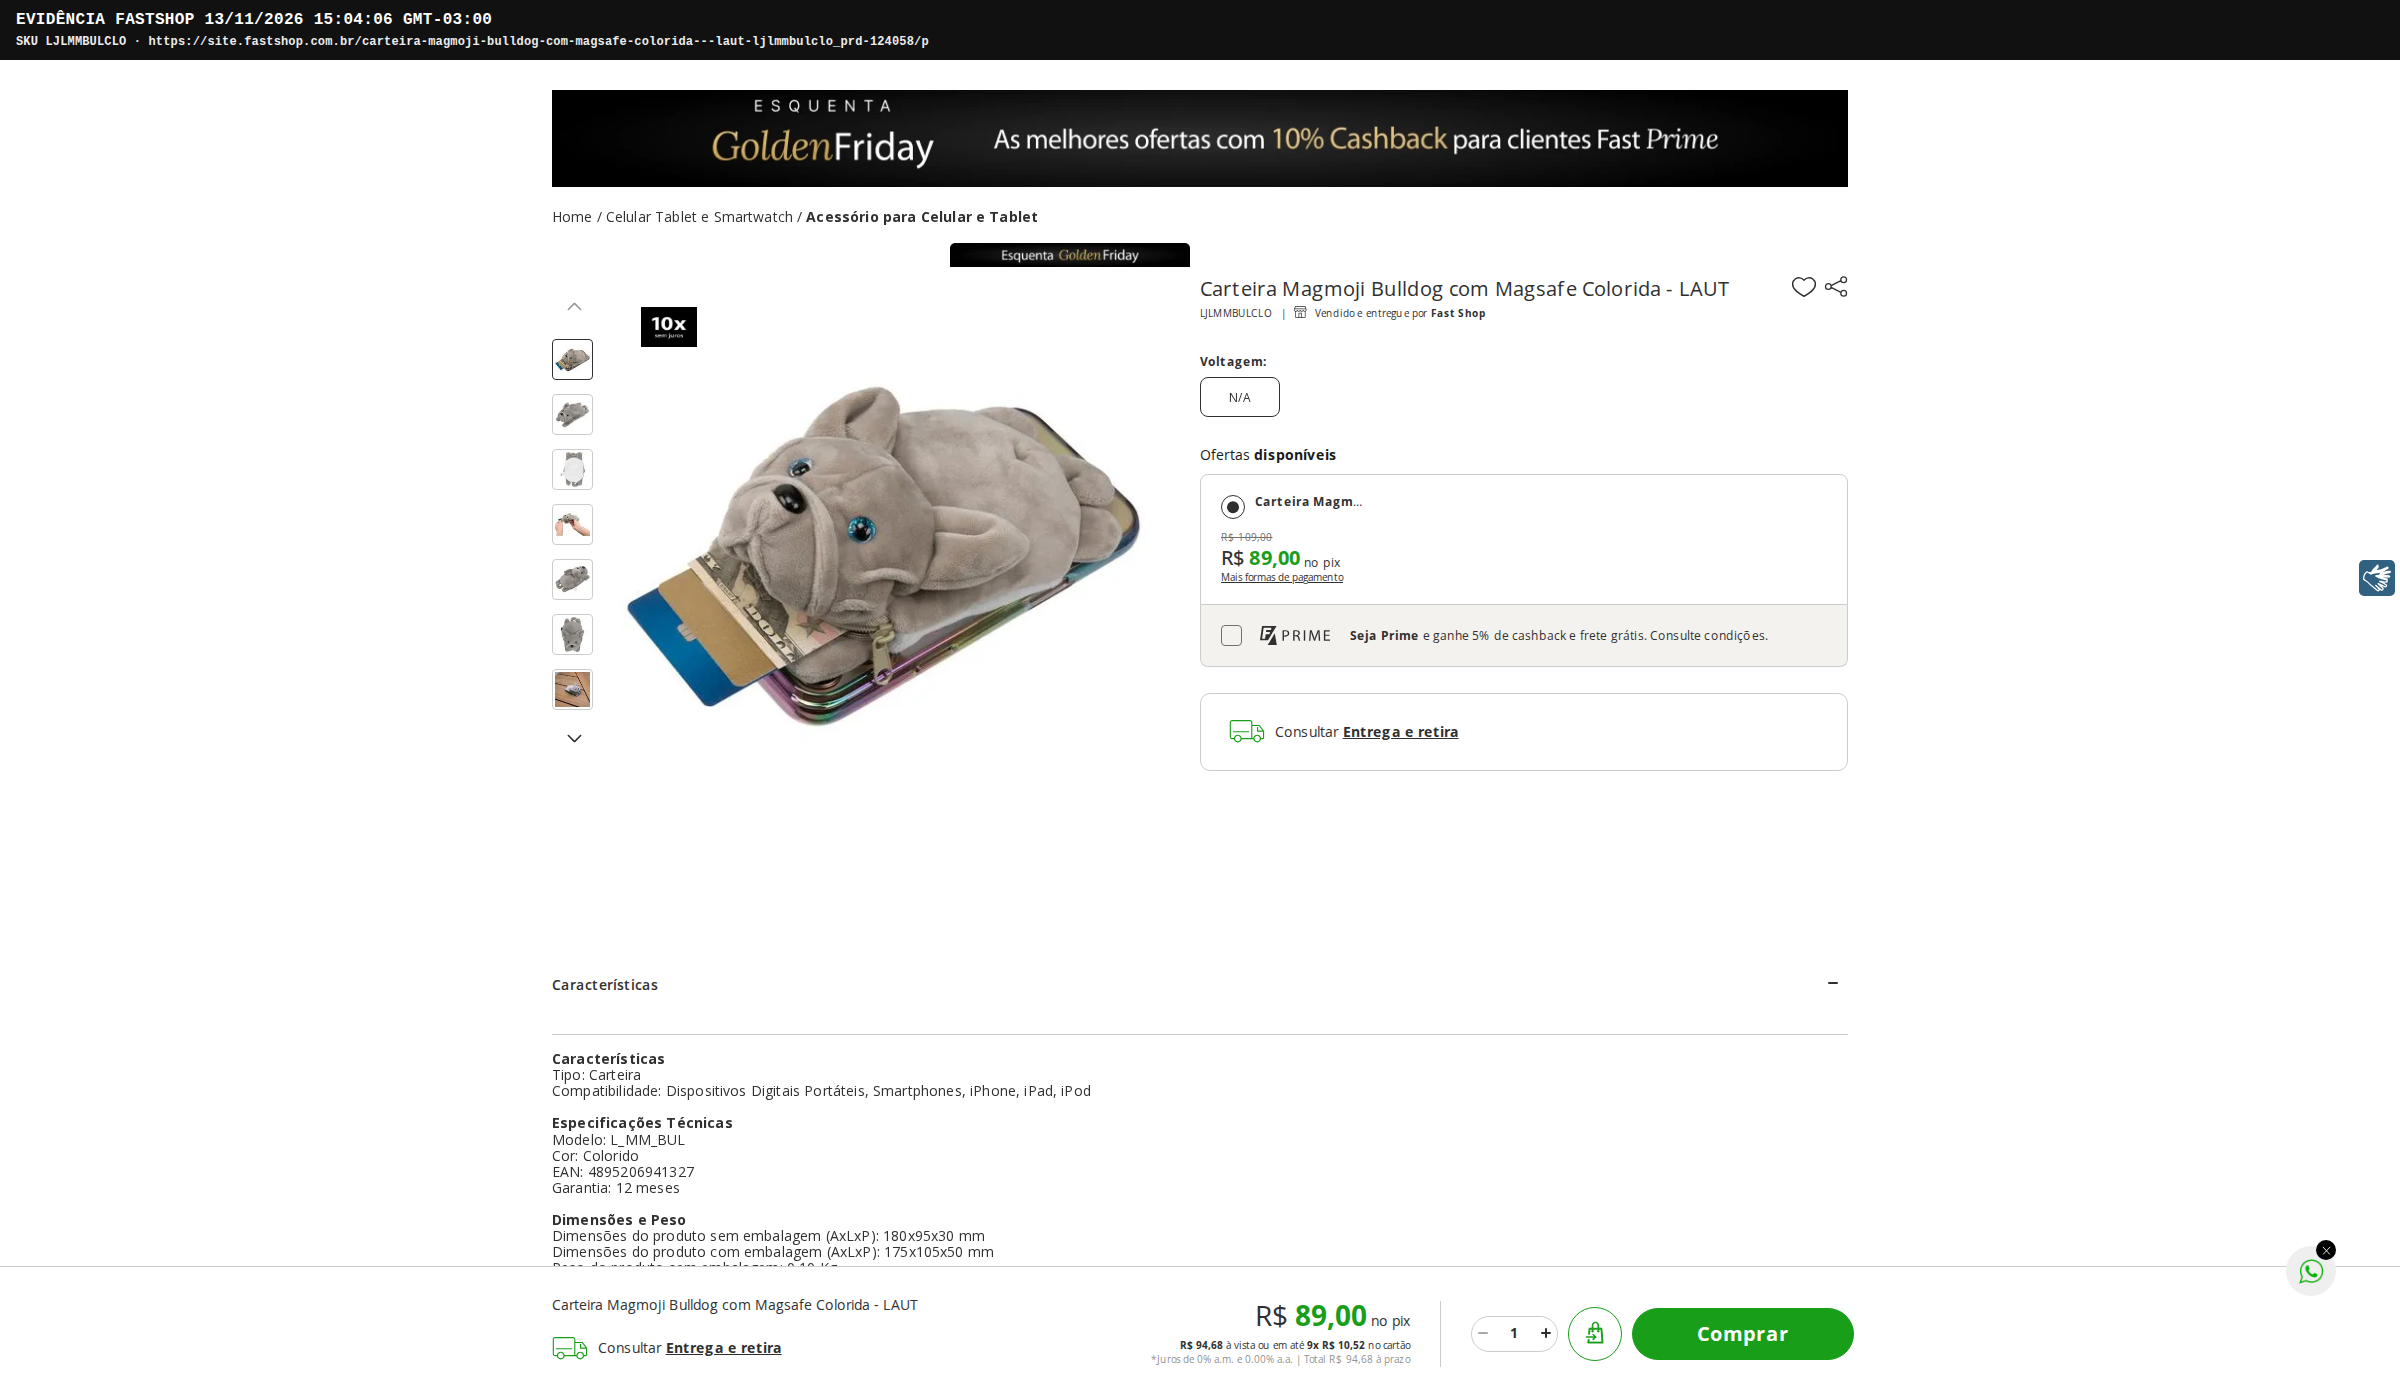 EVIDÊNCIA FASTSHOP 13/11/2026 15:04:06 GMT-03:00
SKU LJLMMBULCLO · https://site.fastshop.com.br/carteira-magmoji-bulldog-com-magsafe-colorida---laut-ljlmmbulclo_prd-124058/p
ESQUENTA
GoldenFriday
As melhores ofertas com 10% Cashback para clientes Fast Prime
Home / Celular Tablet e Smartwatch / Acessório para Celular e Tablet
Esquenta GoldenFriday
10x
sem juros
Carteira Magmoji Bulldog com Magsafe Colorida - LAUT
LJLMMBULCLO | Vendido e entregue por Fast Shop
Voltagem:
N/A
Ofertas disponíveis
Carteira Magm...
R$ 109,00
R$ 89,00 no pix
Mais formas de pagamento
PRIME Seja Prime e ganhe 5% de cashback e frete grátis. Consulte condições.
Consultar Entrega e retira
Características
Características
Tipo: Carteira
Compatibilidade: Dispositivos Digitais Portáteis, Smartphones, iPhone, iPad, iPod
Especificações Técnicas
Modelo: L_MM_BUL
Cor: Colorido
EAN: 4895206941327
Garantia: 12 meses
Dimensões e Peso
Dimensões do produto sem embalagem (AxLxP): 180x95x30 mm
Dimensões do produto com embalagem (AxLxP): 175x105x50 mm
Carteira Magmoji Bulldog com Magsafe Colorida - LAUT
Consultar Entrega e retira
R$ 89,00 no pix
R$ 94,68 à vista ou em até 9x R$ 10,52 no cartão
*Juros de 0% a.m. e 0.00% a.a. | Total R$ 94,68 à prazo
1
Comprar